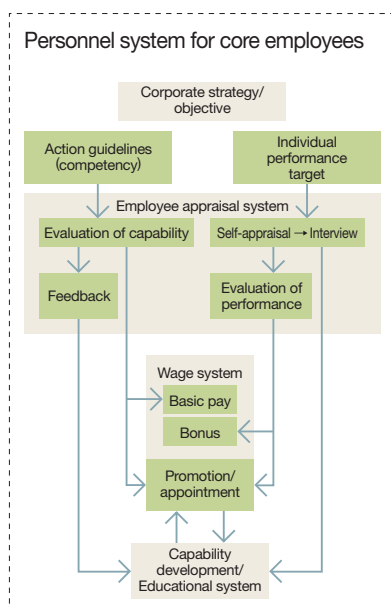 Personnel system for core employees
Corporate strategy/
objective
Action guidelines
(competency)
Individual
performance
target
Employee appraisal system
Evaluation of capability
Self-appraisal → Interview
Feedback
Evaluation of
performance
Wage system
Basic pay
Bonus
Promotion/
appointment
Capability
development/
Educational system